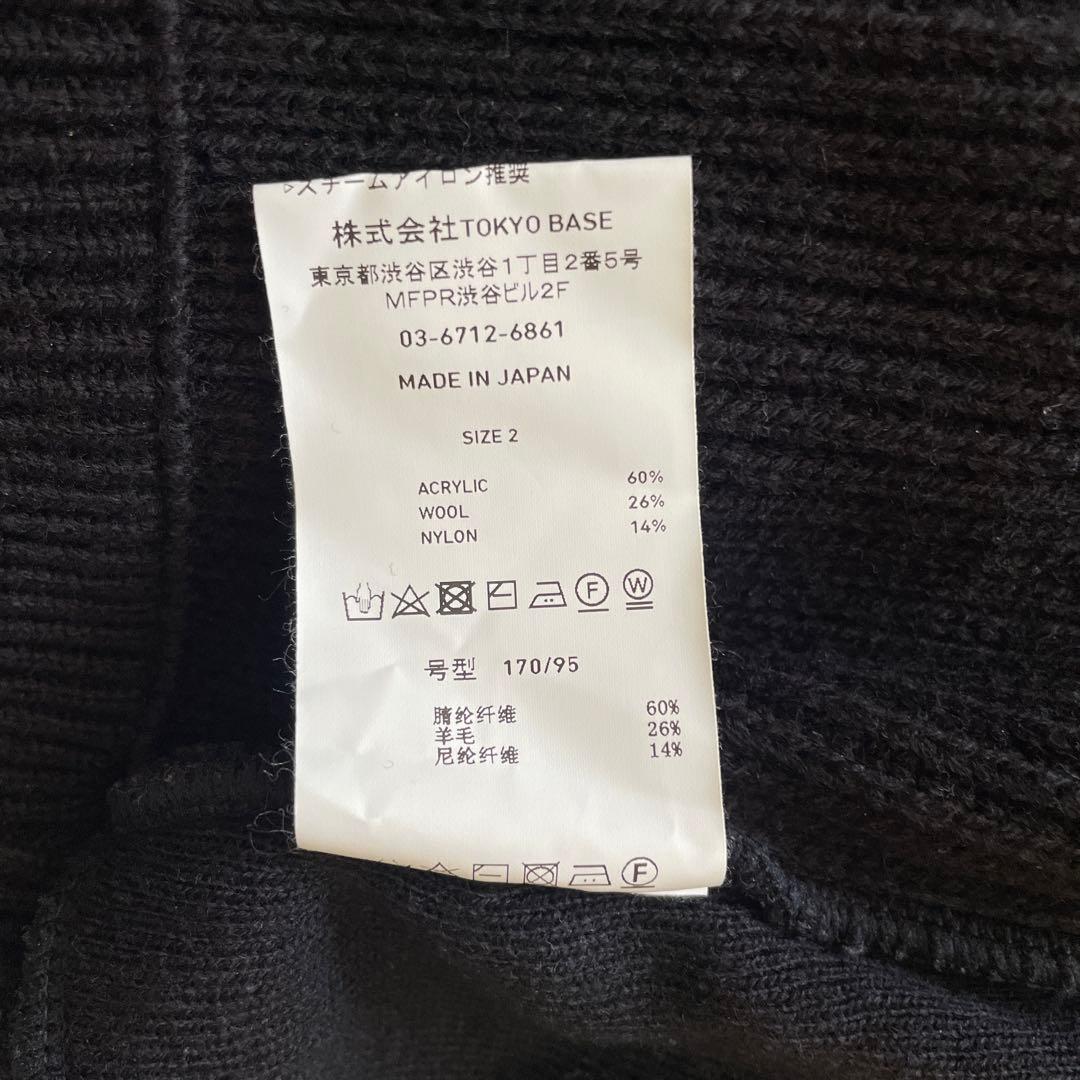 ▷スチームアイロン推奨
株式会社TOKYO BASE
東京都渋谷区渋谷1丁目2番5号
MFPR渋谷ビル2F
03-6712-6861
MADE IN JAPAN
SIZE 2
ACRYLIC 60%
WOOL 26%
NYLON 14%
F W
号型 170/95
腈纶纤维 60%
羊毛 26%
尼纶纤维 14%
F